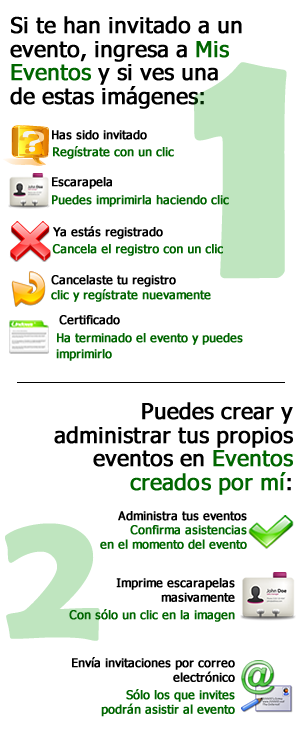 Si te han invitado a un
evento, ingresa a Mis
Eventos y si ves una
de estas imágenes:
1
Has sido invitado
Regístrate con un clic
Escarapela
Puedes imprimirla haciendo clic
Ya estás registrado
Cancela el registro con un clic
Cancelaste tu registro
clic y regístrate nuevamente
Certificado
Ha terminado el evento y puedes
imprimirlo
Puedes crear y
administrar tus propios
eventos en Eventos
creados por mí:
2
Administra tus eventos
Confirma asistencias
en el momento del evento
Imprime escarapelas
masivamente
Con sólo un clic en la imagen
John Doe
Envía invitaciones por correo
electrónico
Sólo los que invites
podrán asistir al evento